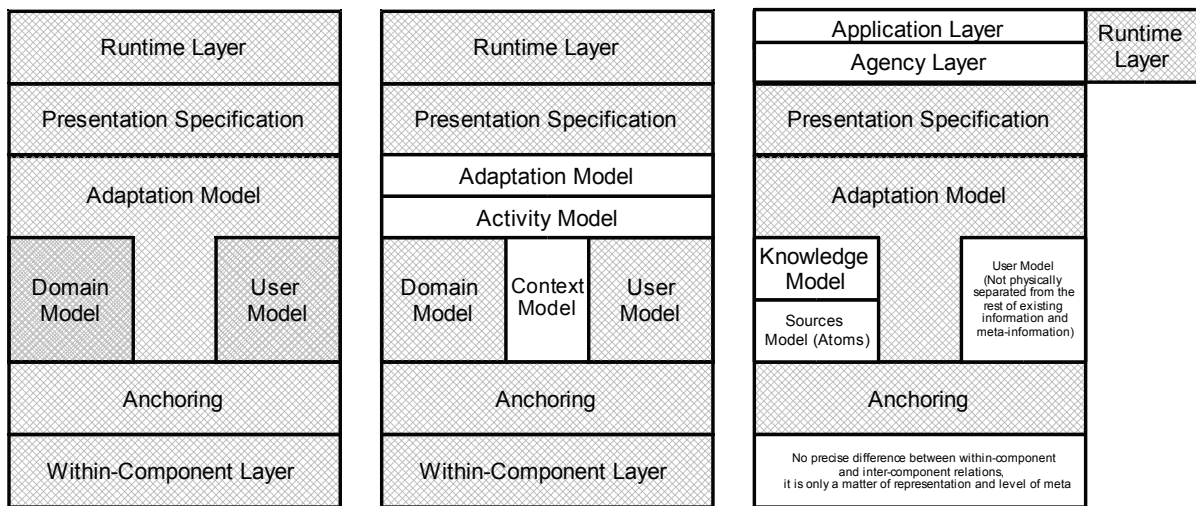 Runtime Layer
Presentation Specification
Adaptation Model
Domain
Model
User
Model
Anchoring
Within-Component Layer
Runtime Layer
Presentation Specification
Adaptation Model
Activity Model
Domain
Model
Context
Model
User
Model
Anchoring
Within-Component Layer
Application Layer
Agency Layer
Runtime
Layer
Presentation Specification
Adaptation Model
Knowledge
Model
Sources
Model (Atoms)
User Model
(Not physically
separated from the
rest of existing
information and
meta-information)
Anchoring
No precise difference between within-component
and inter-component relations,
it is only a matter of representation and level of meta